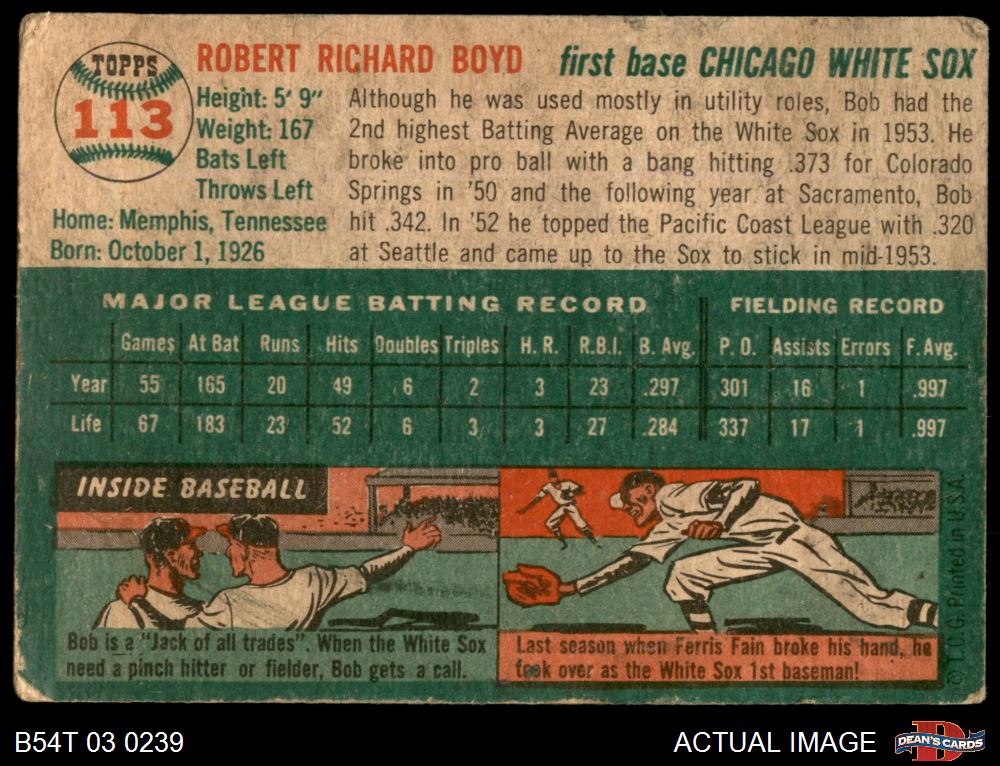 TOPPS
113
ROBERT RICHARD BOYD first base CHICAGO WHITE SOX
Height: 5' 9"
Weight: 167
Bats Left
Throws Left
Home: Memphis, Tennessee
Born: October 1, 1926
Although he was used mostly in utility roles, Bob had the
2nd highest Batting Average on the White Sox in 1953. He
broke into pro ball with a bang hitting .373 for Colorado
Springs in '50 and the following year at Sacramento, Bob
hit .342. In '52 he topped the Pacific Coast League with .320
at Seattle and came up to the Sox to stick in mid-1953.
MAJOR LEAGUE BATTING RECORD FIELDING RECORD
Games At Bat Runs Hits Doubles Triples H. R. R.B.I. B. Avg. P. O. Assists Errors F. Avg.
Year 55 165 20 49 6 2 3 23 .297 301 16 1 .997
Life 67 183 23 52 6 3 3 27 .284 337 17 1 .997
INSIDE BASEBALL
Bob is a "Jack of all trades". When the White Sox
need a pinch hitter or fielder, Bob gets a call.
Last season when Ferris Fain broke his hand, he
took over as the White Sox 1st baseman!
© T.C.G. Printed in U.S.A.
B54T 03 0239
ACTUAL IMAGE
DEAN'S CARDS